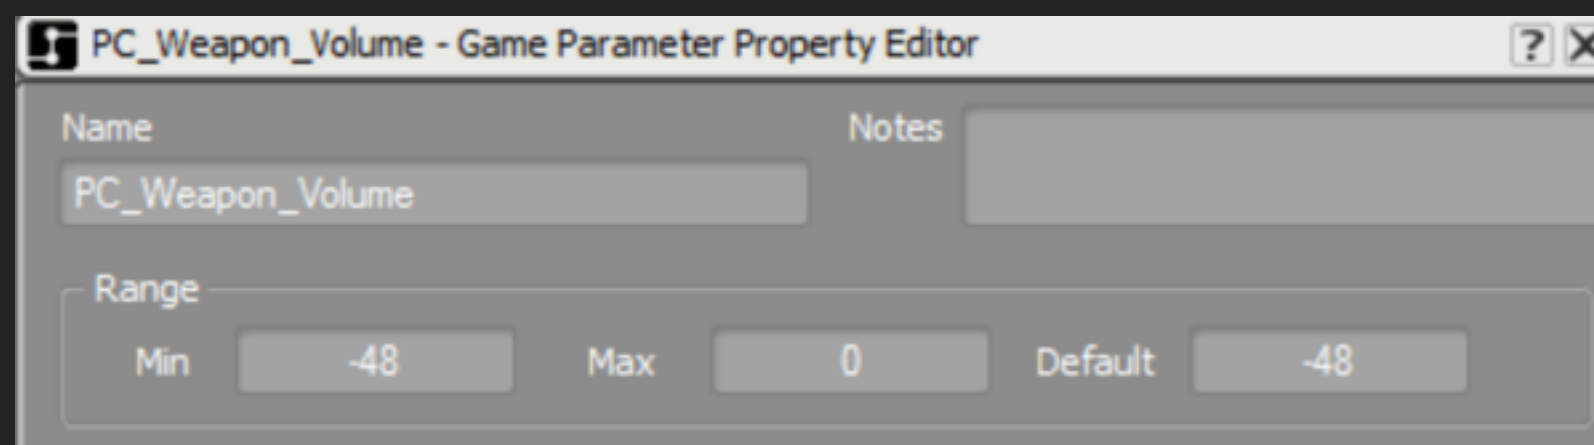 PC_Weapon_Volume - Game Parameter Property Editor
Name
Notes
PC_Weapon_Volume
Range
Min -48 Max 0 Default -48